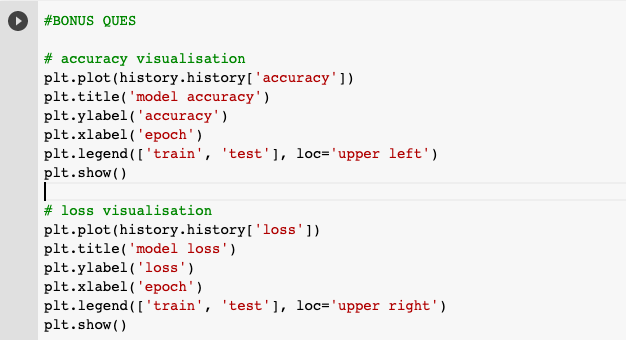 #BONUS QUES
# accuracy visualisation
plt.plot(history.history['accuracy'])
plt.title('model accuracy')
plt.ylabel('accuracy')
plt.xlabel('epoch')
plt.legend(['train', 'test'], loc='upper left')
plt.show()
# loss visualisation
plt.plot(history.history['loss'])
plt.title('model loss')
plt.ylabel('loss')
plt.xlabel('epoch')
plt.legend(['train', 'test'], loc='upper right')
plt.show()